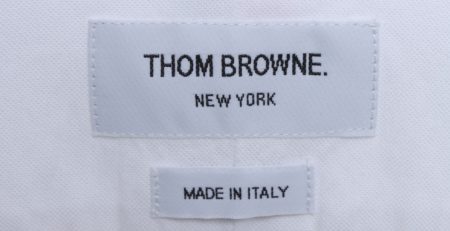 THOM BROWNE.
NEW YORK
MADE IN ITALY